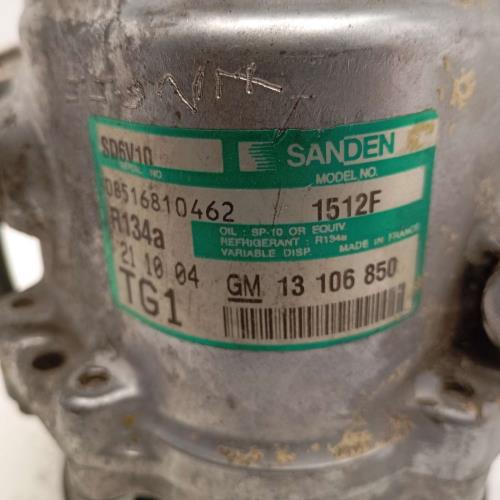 SD6V10
SANDEN
SERIAL NO.
MODEL NO.
08516810462
1512F
R134a
OIL : SP-10 OR EQUIV.
REFRIGERANT : R134a
VARIABLE DISP. MADE IN FRANCE
21 10 04
GM 13 106 850
TG1